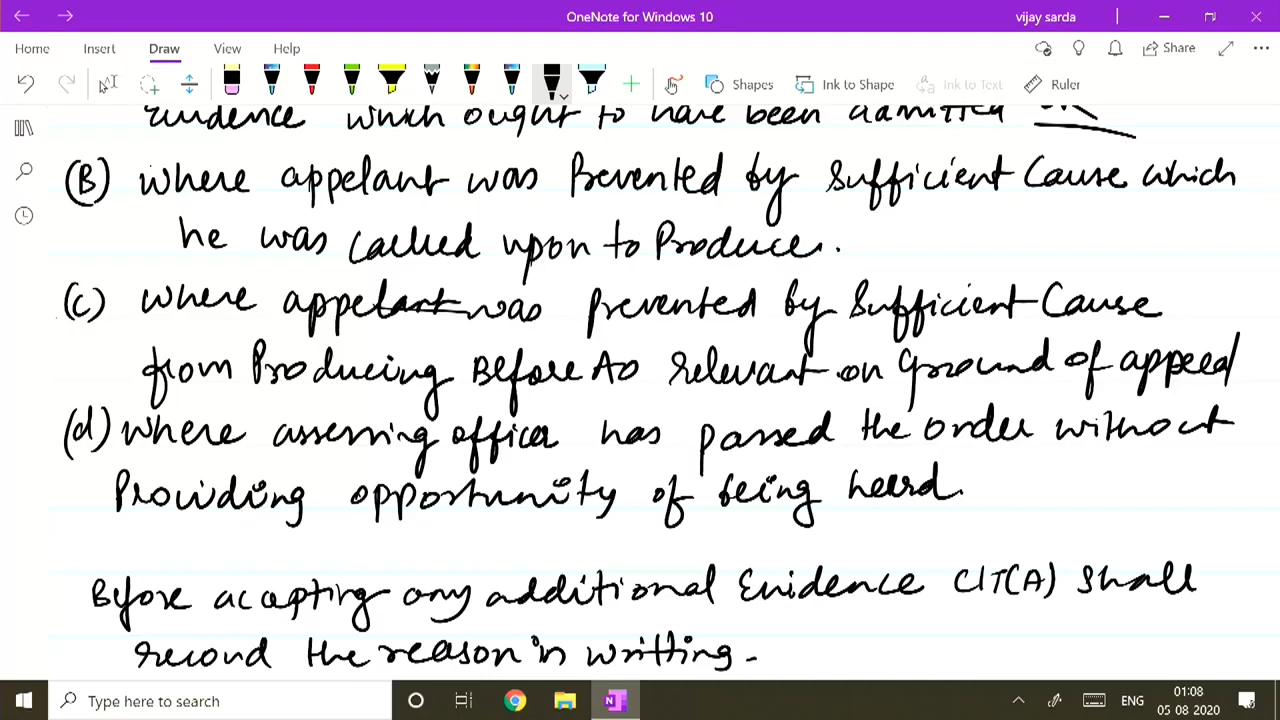 OneNote for Windows 10
vijay sarda
Home Insert Draw View Help
Share
Shapes Ink to Shape Ink to Text Ruler
Evidence which ought to have been admitted OR
(B) where appelant was Prevented by Sufficient Cause which
he was called upon to Produce.
(c) where appelant was prevented by Sufficient Cause
from Producing Before AO relevant on Ground of appeal
(d) where assessing officer has passed the order without
Providing opportunity of being heard.
Before accepting any additional Evidence CIT(A) Shall
record the reason in writting -
Type here to search
ENG
01:08
05-08-2020